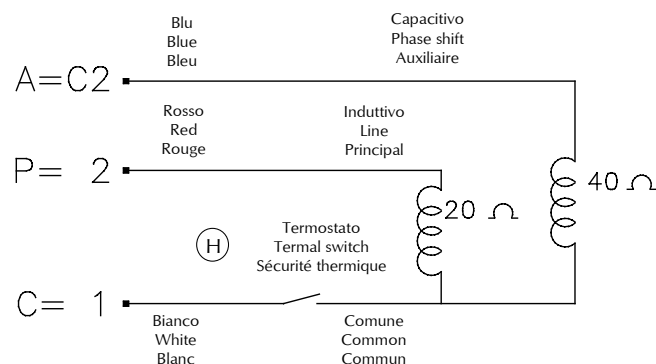 Blu
Blue
Bleu
Capacitivo
Phase shift
Auxiliaire
A=C2
Rosso
Red
Rouge
Induttivo
Line
Principal
P= 2
40 Ω
20 Ω
H
Termostato
Termal switch
Sécurité thermique
C= 1
Bianco
White
Blanc
Comune
Common
Commun